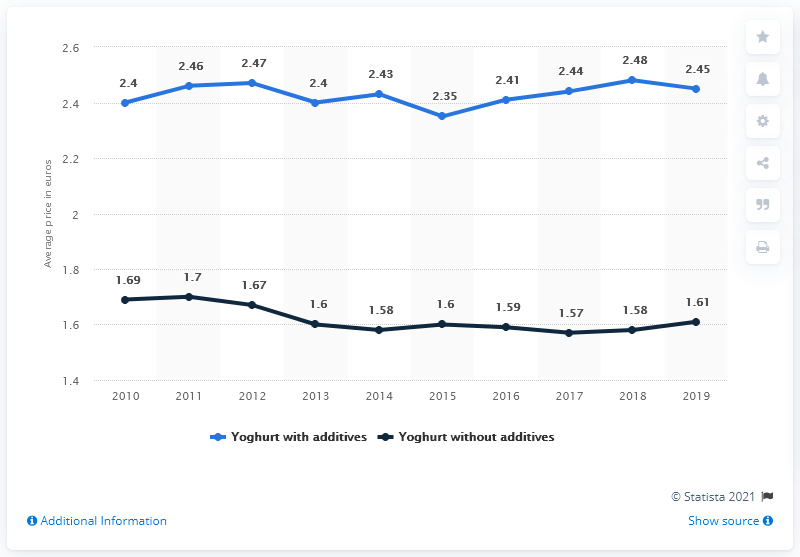 2.6
2.4 2.46 2.47 2.4 2.43 2.35 2.41 2.44 2.48 2.45
2.4
2.2
2
Average price in euros
1.8
1.69 1.7 1.67 1.6 1.58 1.6 1.59 1.57 1.58 1.61
1.6
1.4
2010 2011 2012 2013 2014 2015 2016 2017 2018 2019
Yoghurt with additives Yoghurt without additives
© Statista 2021
Additional Information Show source